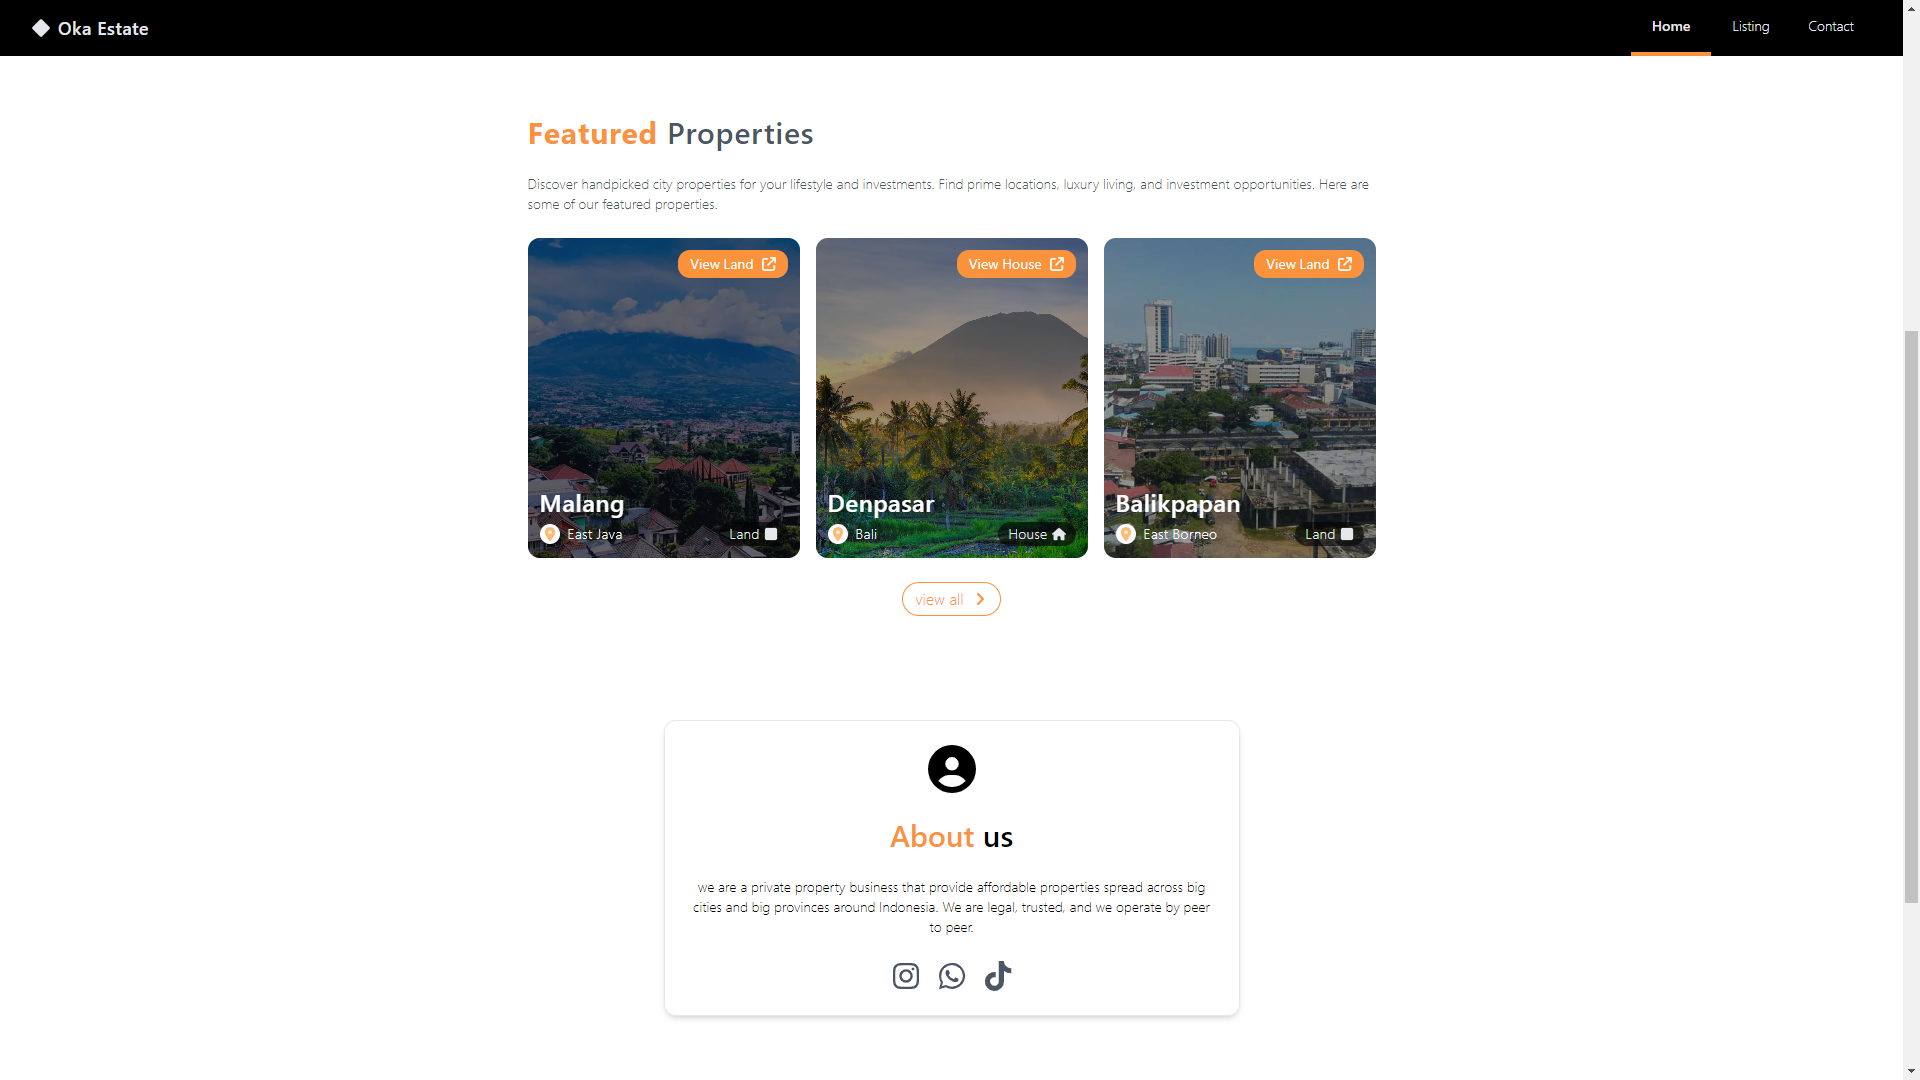 Oka Estate
Home
Listing
Contact
Featured Properties
Discover handpicked city properties for your lifestyle and investments. Find prime locations, luxury living, and investment opportunities. Here are
some of our featured properties.
View Land
Malang
East Java
Land
View House
Denpasar
Bali
House
View Land
Balikpapan
East Borneo
Land
view all
About us
we are a private property business that provide affordable properties spread across big
cities and big provinces around Indonesia. We are legal, trusted, and we operate by peer
to peer.